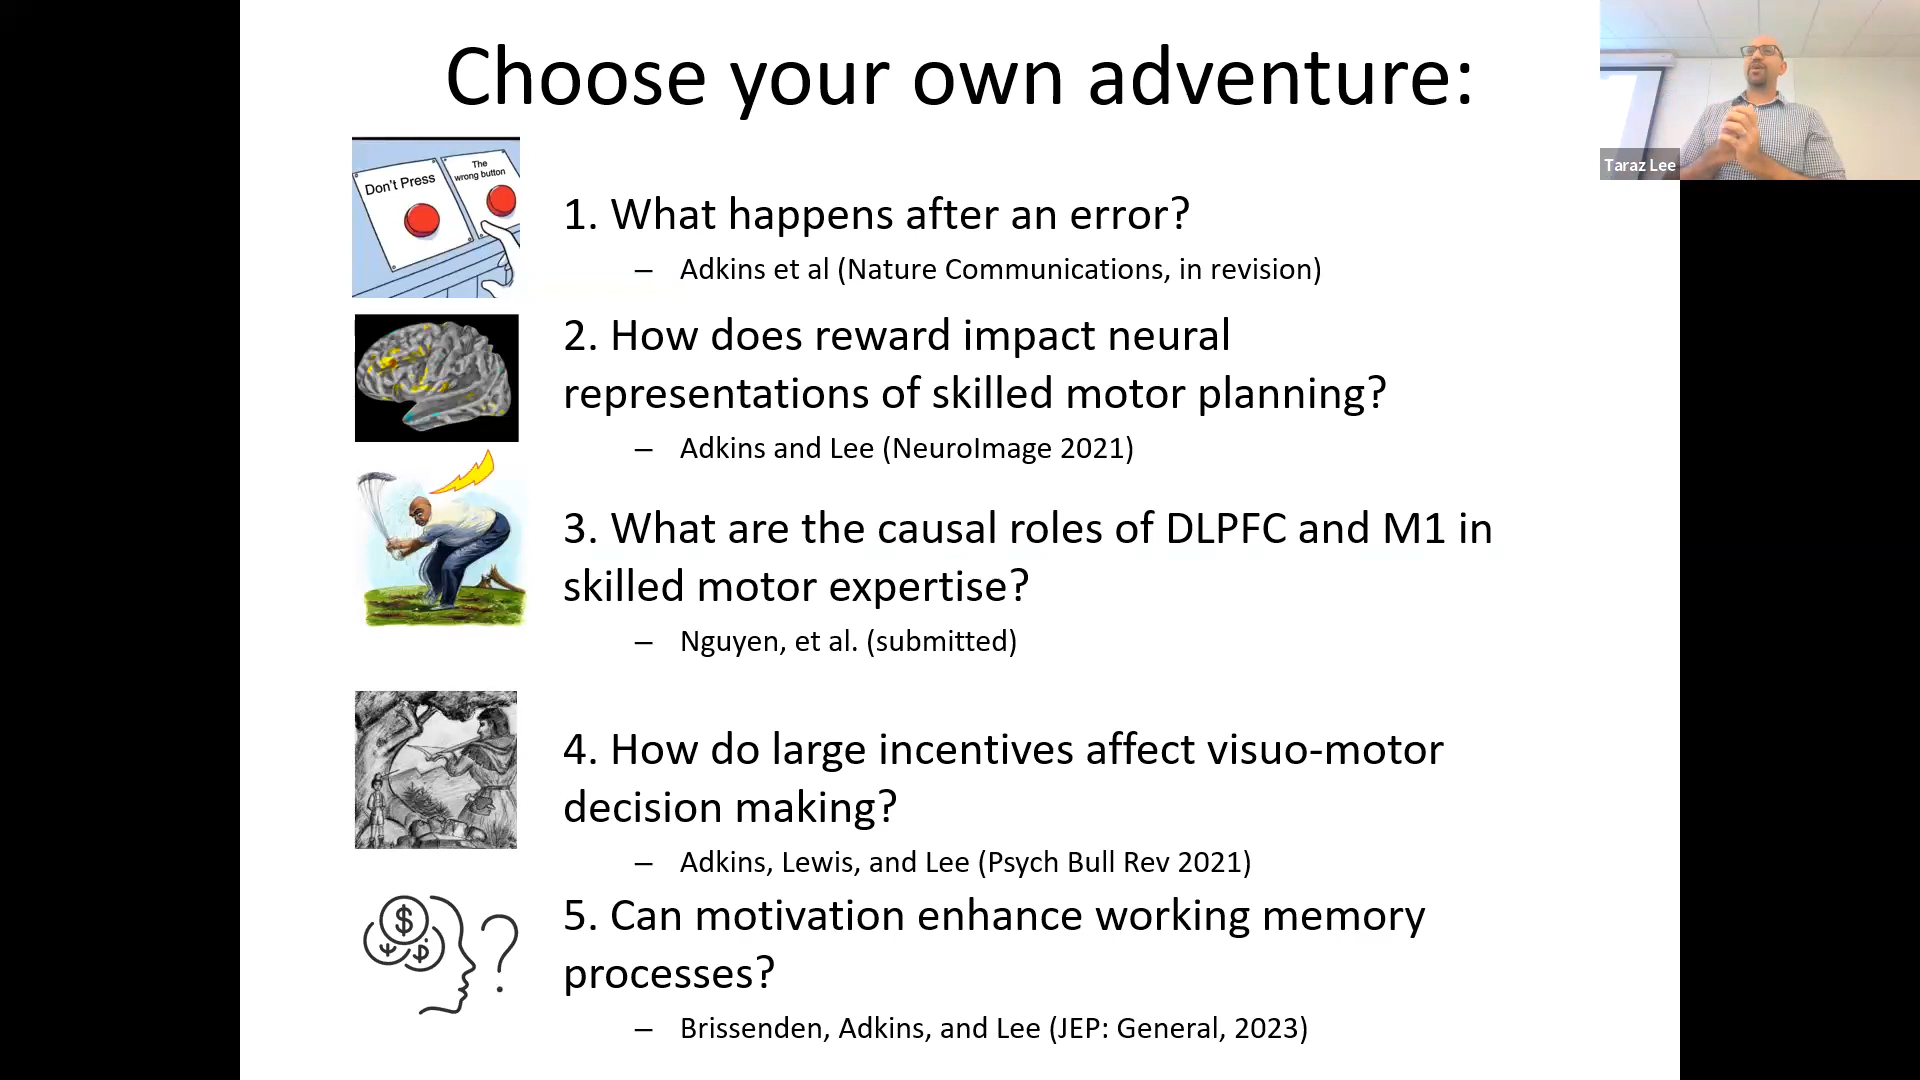 Choose your own adventure:
Taraz Lee
Don't Press
The
wrong button
1. What happens after an error?
– Adkins et al (Nature Communications, in revision)
2. How does reward impact neural
representations of skilled motor planning?
– Adkins and Lee (NeuroImage 2021)
3. What are the causal roles of DLPFC and M1 in
skilled motor expertise?
– Nguyen, et al. (submitted)
4. How do large incentives affect visuo-motor
decision making?
– Adkins, Lewis, and Lee (Psych Bull Rev 2021)
$
?
5. Can motivation enhance working memory
processes?
– Brissenden, Adkins, and Lee (JEP: General, 2023)